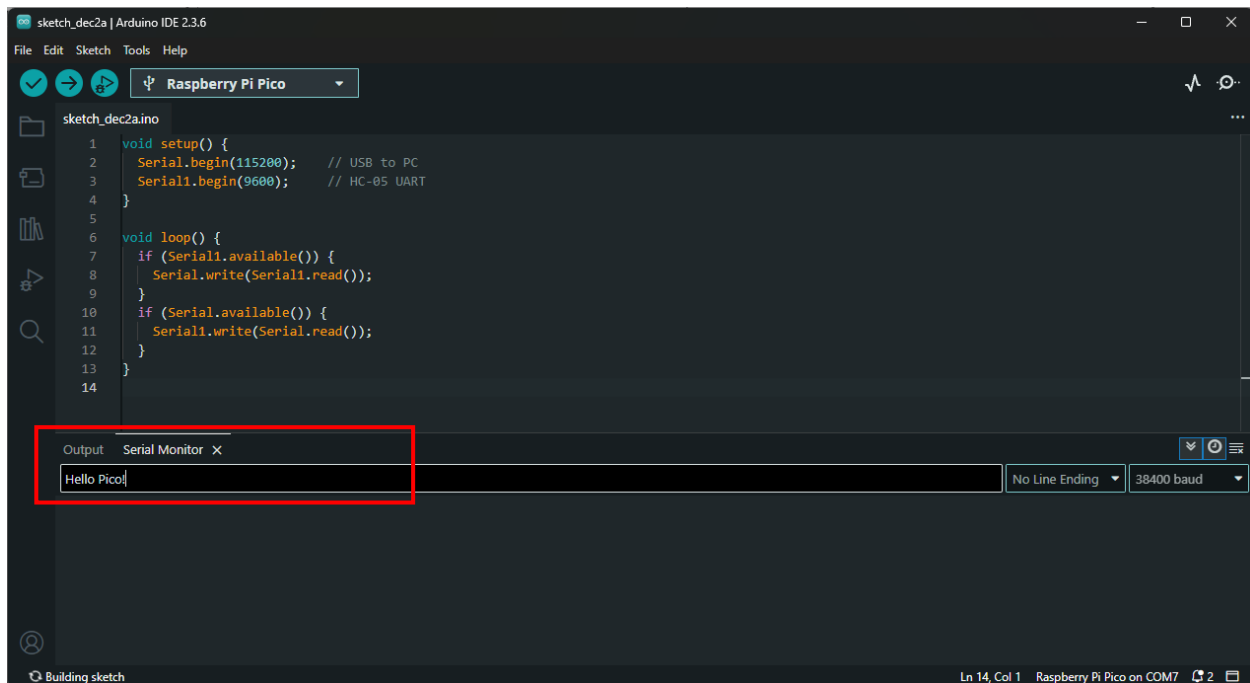 sketch_dec2a | Arduino IDE 2.3.6
File Edit Sketch Tools Help
Raspberry Pi Pico
sketch_dec2a.ino
1 void setup() {
2 Serial.begin(115200); // USB to PC
3 Serial1.begin(9600); // HC-05 UART
4 }
5
6 void loop() {
7 if (Serial1.available()) {
8 Serial.write(Serial1.read());
9 }
10 if (Serial.available()) {
11 Serial1.write(Serial.read());
12 }
13 }
14
Output Serial Monitor
Hello Pico! No Line Ending 38400 baud
Building sketch Ln 14, Col 1 Raspberry Pi Pico on COM7 2